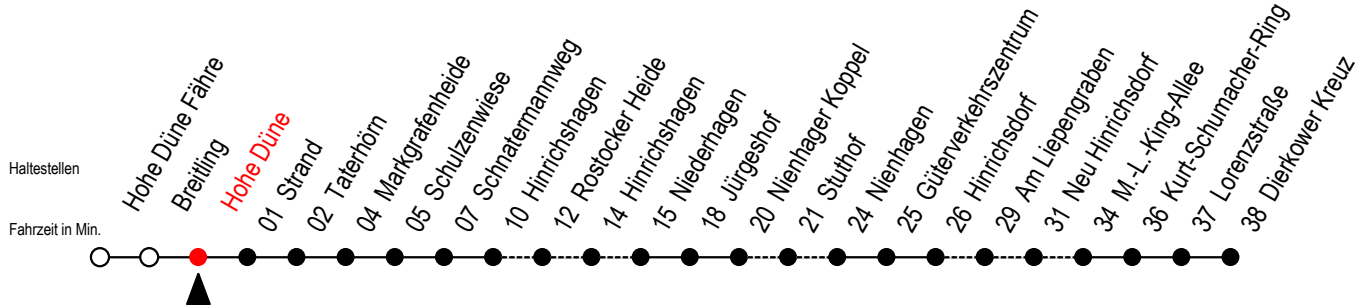 Haltestellen
Fahrzeit in Min.
Hohe Düne Fähre
Breitling
Hohe Düne
01 Strand
02 Taterhörn
04 Markgrafenheide
05 Schulzenwiese
07 Schnatermannweg
10 Hinrichshagen
12 Rostocker Heide
14 Hinrichshagen
15 Niederhagen
18 Jürgeshof
20 Nienhager Koppel
21 Stuthof
24 Nienhagen
25 Güterverkehrszentrum
26 Hinrichsdorf
29 Am Liepengraben
31 Neu Hinrichsdorf
34 M.-L.-King-Allee
36 Kurt-Schumacher-Ring
37 Lorenzstraße
38 Dierkower Kreuz